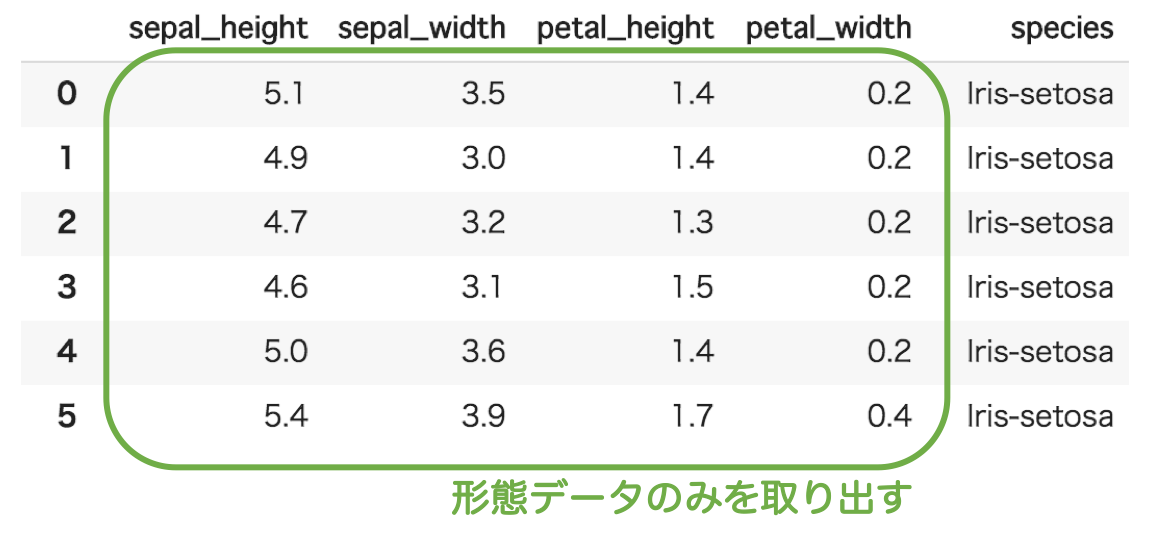 sepal_height sepal_width petal_height petal_width species
0 5.1 3.5 1.4 0.2 Iris-setosa
1 4.9 3.0 1.4 0.2 Iris-setosa
2 4.7 3.2 1.3 0.2 Iris-setosa
3 4.6 3.1 1.5 0.2 Iris-setosa
4 5.0 3.6 1.4 0.2 Iris-setosa
5 5.4 3.9 1.7 0.4 Iris-setosa
形態データのみを取り出す